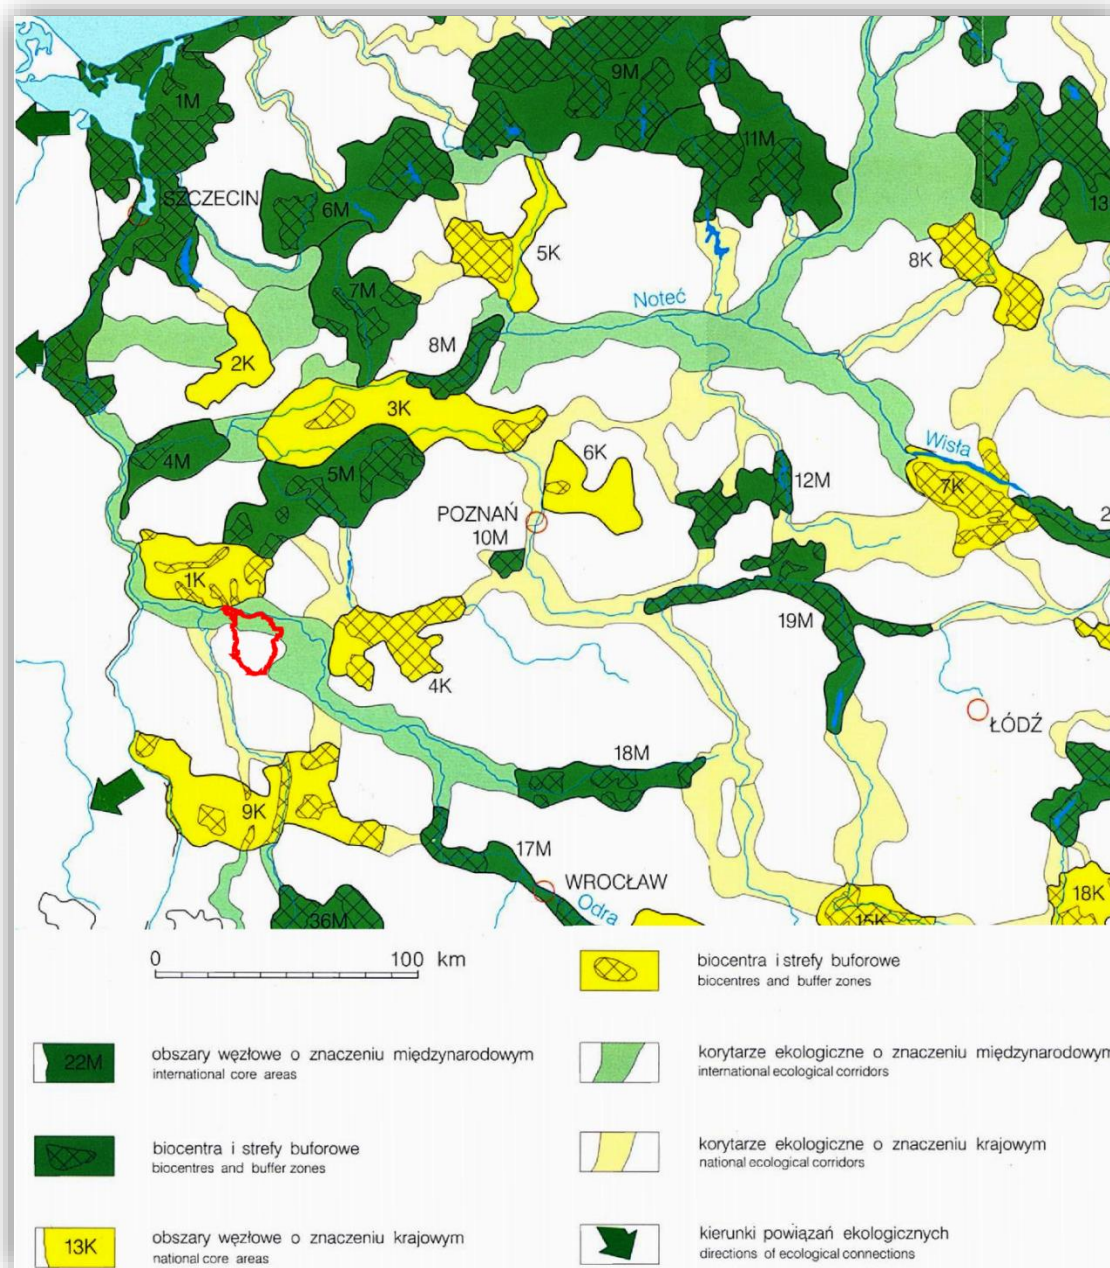 9M
1M
11M
SZCZECIN
6M
13
5K
8K
7M
Noteć
8M
2K
3K
Wisła
4M
6K
5M
12M
7K
POZNAŃ
10M
2
1K
19M
4K
ŁÓDŹ
18M
9K
17M
WROCŁAW
18K
Odra
36M
15K
0 100 km
biocentra i strefy buforowe
biocentres and buffer zones
22M
obszary węzłowe o znaczeniu międzynarodowym
international core areas
korytarze ekologiczne o znaczeniu międzynarodowym
international ecological corridors
biocentra i strefy buforowe
biocentres and buffer zones
korytarze ekologiczne o znaczeniu krajowym
national ecological corridors
13K
obszary węzłowe o znaczeniu krajowym
national core areas
kierunki powiązań ekologicznych
directions of ecological connections